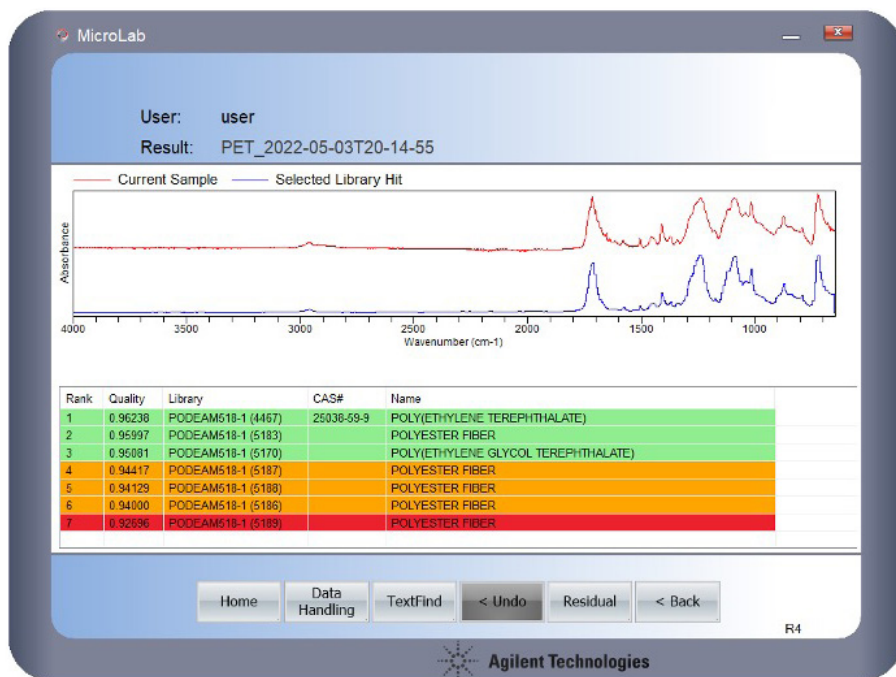 MicroLab
User: user
Result: PET_2022-05-03T20-14-55
Current Sample Selected Library Hit
Absorbance
4000 3500 3000 2500 2000 1500 1000
Wavenumber (cm-1)
Rank Quality Library CAS# Name
1 0.96238 PODEAM518-1 (4467) 25038-59-9 POLY(ETHYLENE TEREPHTHALATE)
2 0.95997 PODEAM518-1 (5183) POLYESTER FIBER
3 0.95081 PODEAM518-1 (5170) POLY(ETHYLENE GLYCOL TEREPHTHALATE)
4 0.94417 PODEAM518-1 (5187) POLYESTER FIBER
5 0.94129 PODEAM518-1 (5188) POLYESTER FIBER
6 0.94000 PODEAM518-1 (5186) POLYESTER FIBER
7 0.92696 PODEAM518-1 (5189) POLYESTER FIBER
Home Data Handling TextFind < Undo Residual < Back
R4
Agilent Technologies